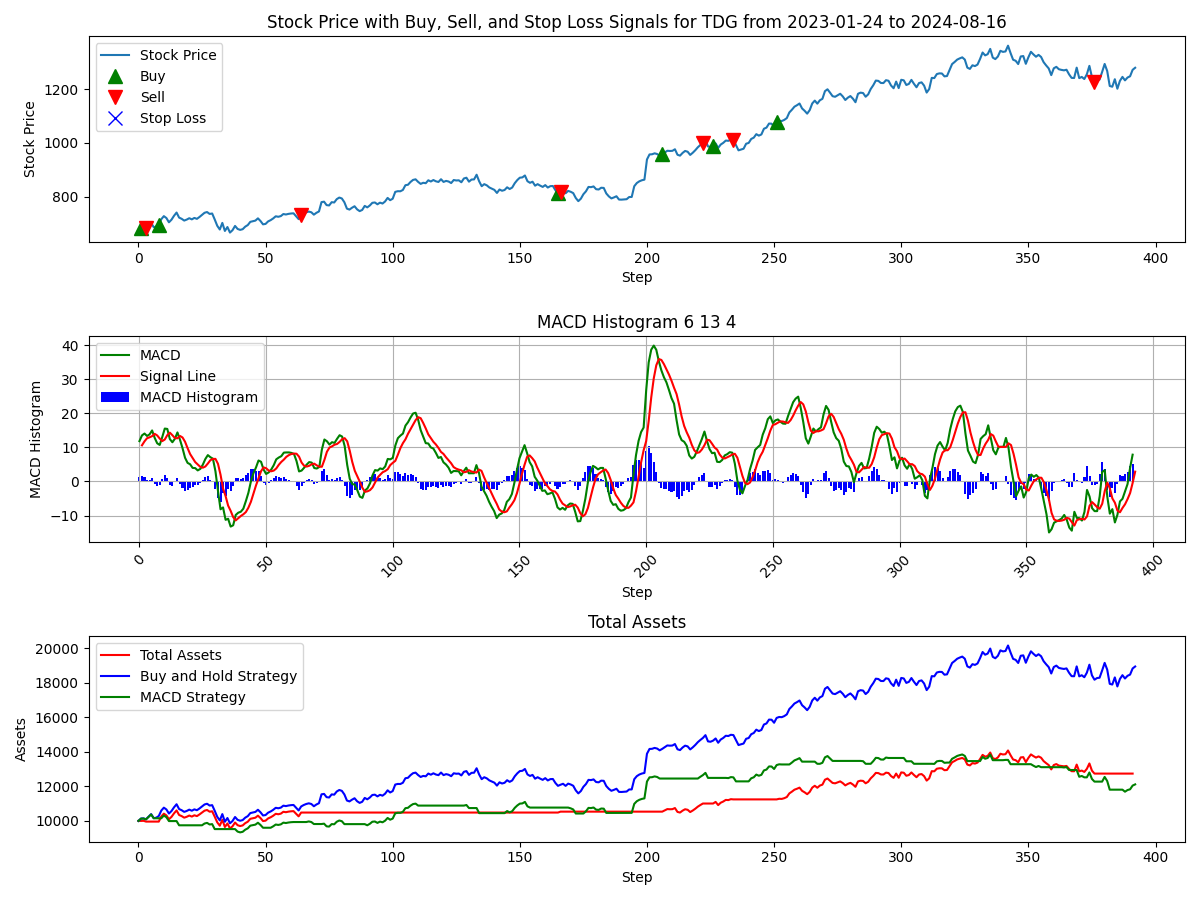 Stock Price with Buy, Sell, and Stop Loss Signals for TDG from 2023-01-24 to 2024-08-16
Stock Price
Buy
Sell
Stop Loss
Stock Price
1200
1000
800
0 50 100 150 200 250 300 350 400
Step
MACD Histogram 6 13 4
MACD
Signal Line
MACD Histogram
MACD Histogram
40
30
20
10
0
−10
0 50 100 150 200 250 300 350 400
Step
Total Assets
Total Assets
Buy and Hold Strategy
MACD Strategy
Assets
20000
18000
16000
14000
12000
10000
0 50 100 150 200 250 300 350 400
Step